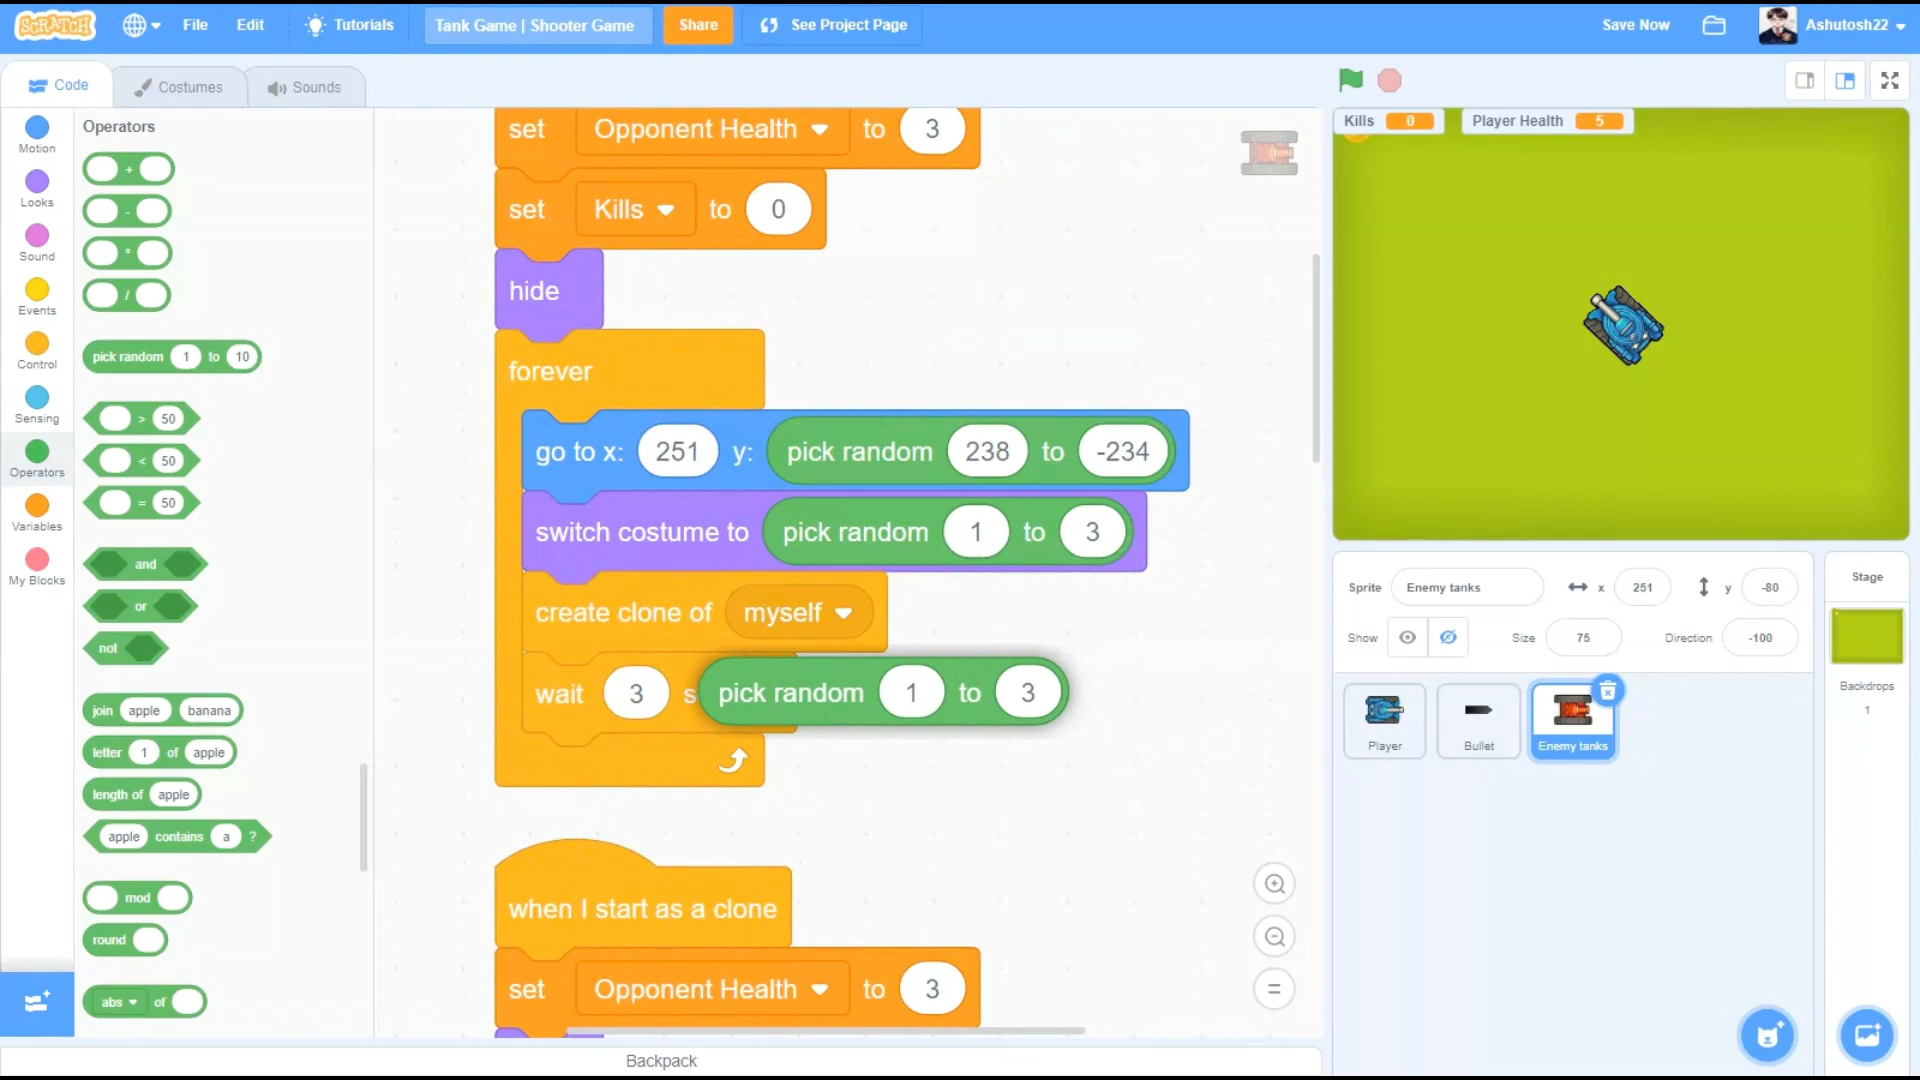 SCRATCH
File
Edit
Tutorials
Tank Game | Shooter Game
Share
See Project Page
Save Now
Ashutosh22
Code
Costumes
Sounds
Motion
Looks
Sound
Events
Control
Sensing
Operators
Variables
My Blocks
Operators
+
-
*
/
pick random 1 to 10
> 50
< 50
= 50
and
or
not
join apple banana
letter 1 of apple
length of apple
apple contains a ?
mod
round
abs of
set Opponent Health to 3
set Kills to 0
hide
forever
go to x: 251 y: pick random 238 to -234
switch costume to pick random 1 to 3
create clone of myself
wait 3 s pick random 1 to 3
when I start as a clone
set Opponent Health to 3
=
Backpack
Kills 0
Player Health 5
Sprite Enemy tanks x 251 y -80
Show Size 75 Direction -100
Player
Bullet
Enemy tanks
Stage
Backdrops
1